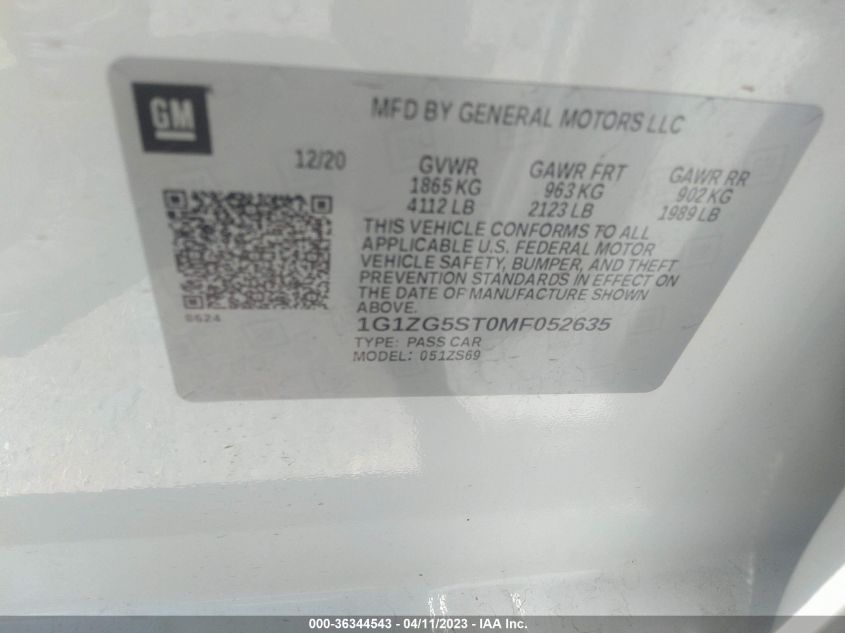 GM
MFD BY GENERAL MOTORS LLC
12/20
GVWR GAWR FRT GAWR RR
1865 KG 963 KG 902 KG
4112 LB 2123 LB 1989 LB
THIS VEHICLE CONFORMS TO ALL
APPLICABLE U.S. FEDERAL MOTOR
VEHICLE SAFETY, BUMPER, AND THEFT
PREVENTION STANDARDS IN EFFECT ON
THE DATE OF MANUFACTURE SHOWN
ABOVE.
0624
1G1ZG5ST0MF052635
TYPE: PASS CAR
MODEL: 051ZS69
000-36344543 - 04/11/2023 - IAAI.com